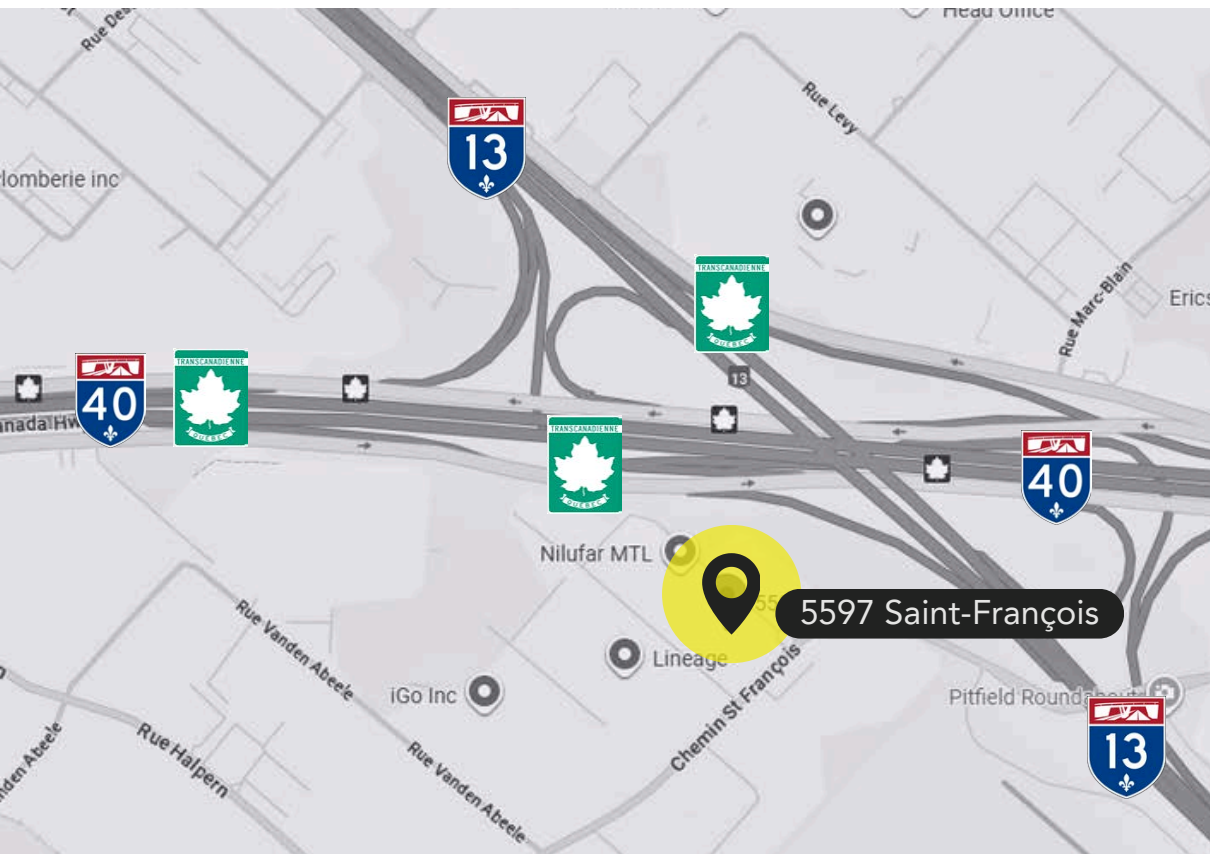 Head Office
Rue Levy
13
lomberie inc
TRANSCANADIENNE
QUÉBEC
Rue Marc-Blain
Erics
13
TRANSCANADIENNE
QUÉBEC
40
anada Hw
TRANSCANADIENNE
QUÉBEC
40
Nilufar MTL
55
5597 Saint-François
Rue Vanden Abeele
Lineage
Chemin St François
iGo Inc
Pitfield Roundabout
Rue Halpern
nden Abeele
Rue Vanden Abeele
13